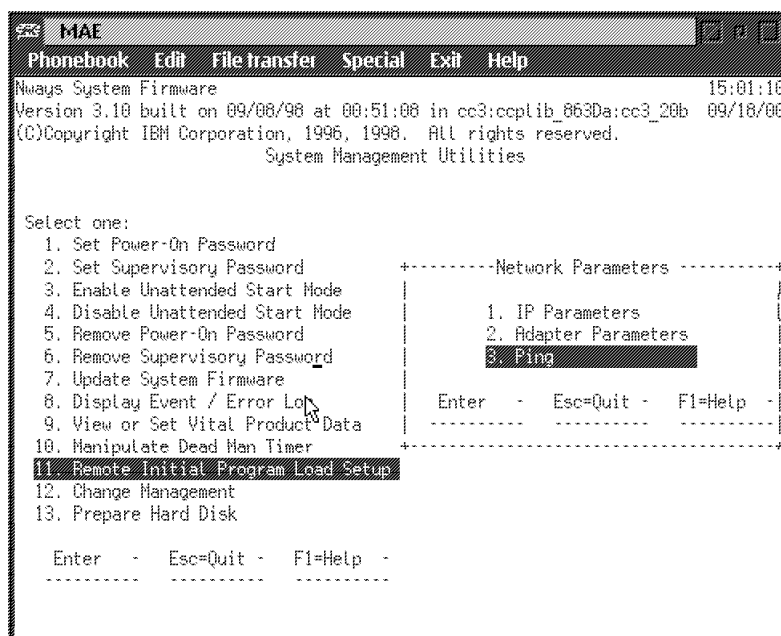 MAE
Phonebook Edit File transfer Special Exit Help
Nways System Firmware 15:01:10
Version 3.10 built on 09/08/98 at 00:51:08 in cc3:ccplib_863Da:cc3_20b 09/18/00
(C)Copyright IBM Corporation, 1996, 1998. All rights reserved.
System Management Utilities
Select one:
1. Set Power-On Password
2. Set Supervisory Password
3. Enable Unattended Start Mode
4. Disable Unattended Start Mode
5. Remove Power-On Password
6. Remove Supervisory Password
7. Update System Firmware
8. Display Event / Error Log
9. View or Set Vital Product Data
10. Manipulate Dead Man Timer
11. Remote Initial Program Load Setup
12. Change Management
13. Prepare Hard Disk
Enter - Esc=Quit - F1=Help -
Network Parameters
1. IP Parameters
2. Adapter Parameters
3. Ping
Enter - Esc=Quit - F1=Help -